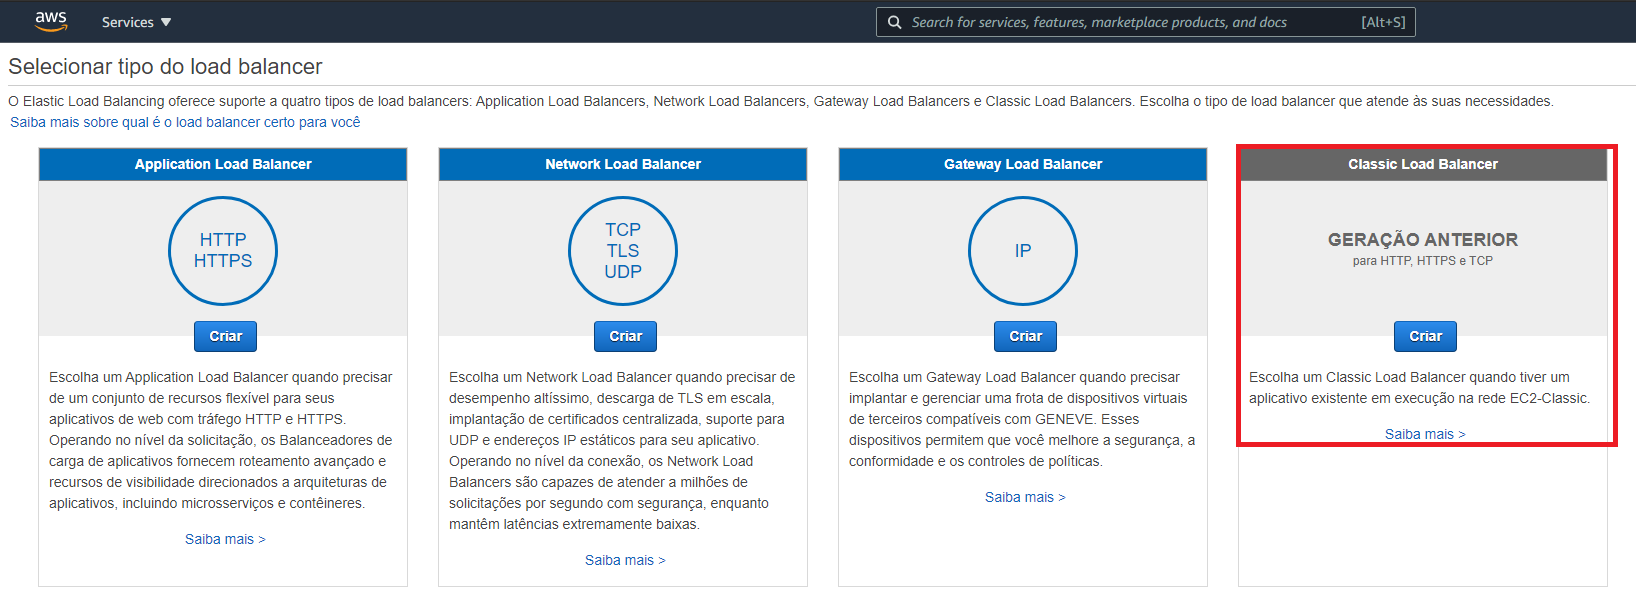 aws
Services
Search for services, features, marketplace products, and docs
[Alt+S]
Selecionar tipo do load balancer
O Elastic Load Balancing oferece suporte a quatro tipos de load balancers: Application Load Balancers, Network Load Balancers, Gateway Load Balancers e Classic Load Balancers. Escolha o tipo de load balancer que atende às suas necessidades.
Saiba mais sobre qual é o load balancer certo para você
Application Load Balancer
HTTP
HTTPS
Criar
Escolha um Application Load Balancer quando precisar
de um conjunto de recursos flexível para seus
aplicativos de web com tráfego HTTP e HTTPS.
Operando no nível da solicitação, os Balanceadores de
carga de aplicativos fornecem roteamento avançado e
recursos de visibilidade direcionados a arquiteturas de
aplicativos, incluindo microsserviços e contêineres.
Saiba mais >
Network Load Balancer
TCP
TLS
UDP
Criar
Escolha um Network Load Balancer quando precisar de
desempenho altíssimo, descarga de TLS em escala,
implantação de certificados centralizada, suporte para
UDP e endereços IP estáticos para seu aplicativo.
Operando no nível da conexão, os Network Load
Balancers são capazes de atender a milhões de
solicitações por segundo com segurança, enquanto
mantêm latências extremamente baixas.
Saiba mais >
Gateway Load Balancer
IP
Criar
Escolha um Gateway Load Balancer quando precisar
implantar e gerenciar uma frota de dispositivos virtuais
de terceiros compatíveis com GENEVE. Esses
dispositivos permitem que você melhore a segurança, a
conformidade e os controles de políticas.
Saiba mais >
Classic Load Balancer
GERAÇÃO ANTERIOR
para HTTP, HTTPS e TCP
Criar
Escolha um Classic Load Balancer quando tiver um
aplicativo existente em execução na rede EC2-Classic.
Saiba mais >